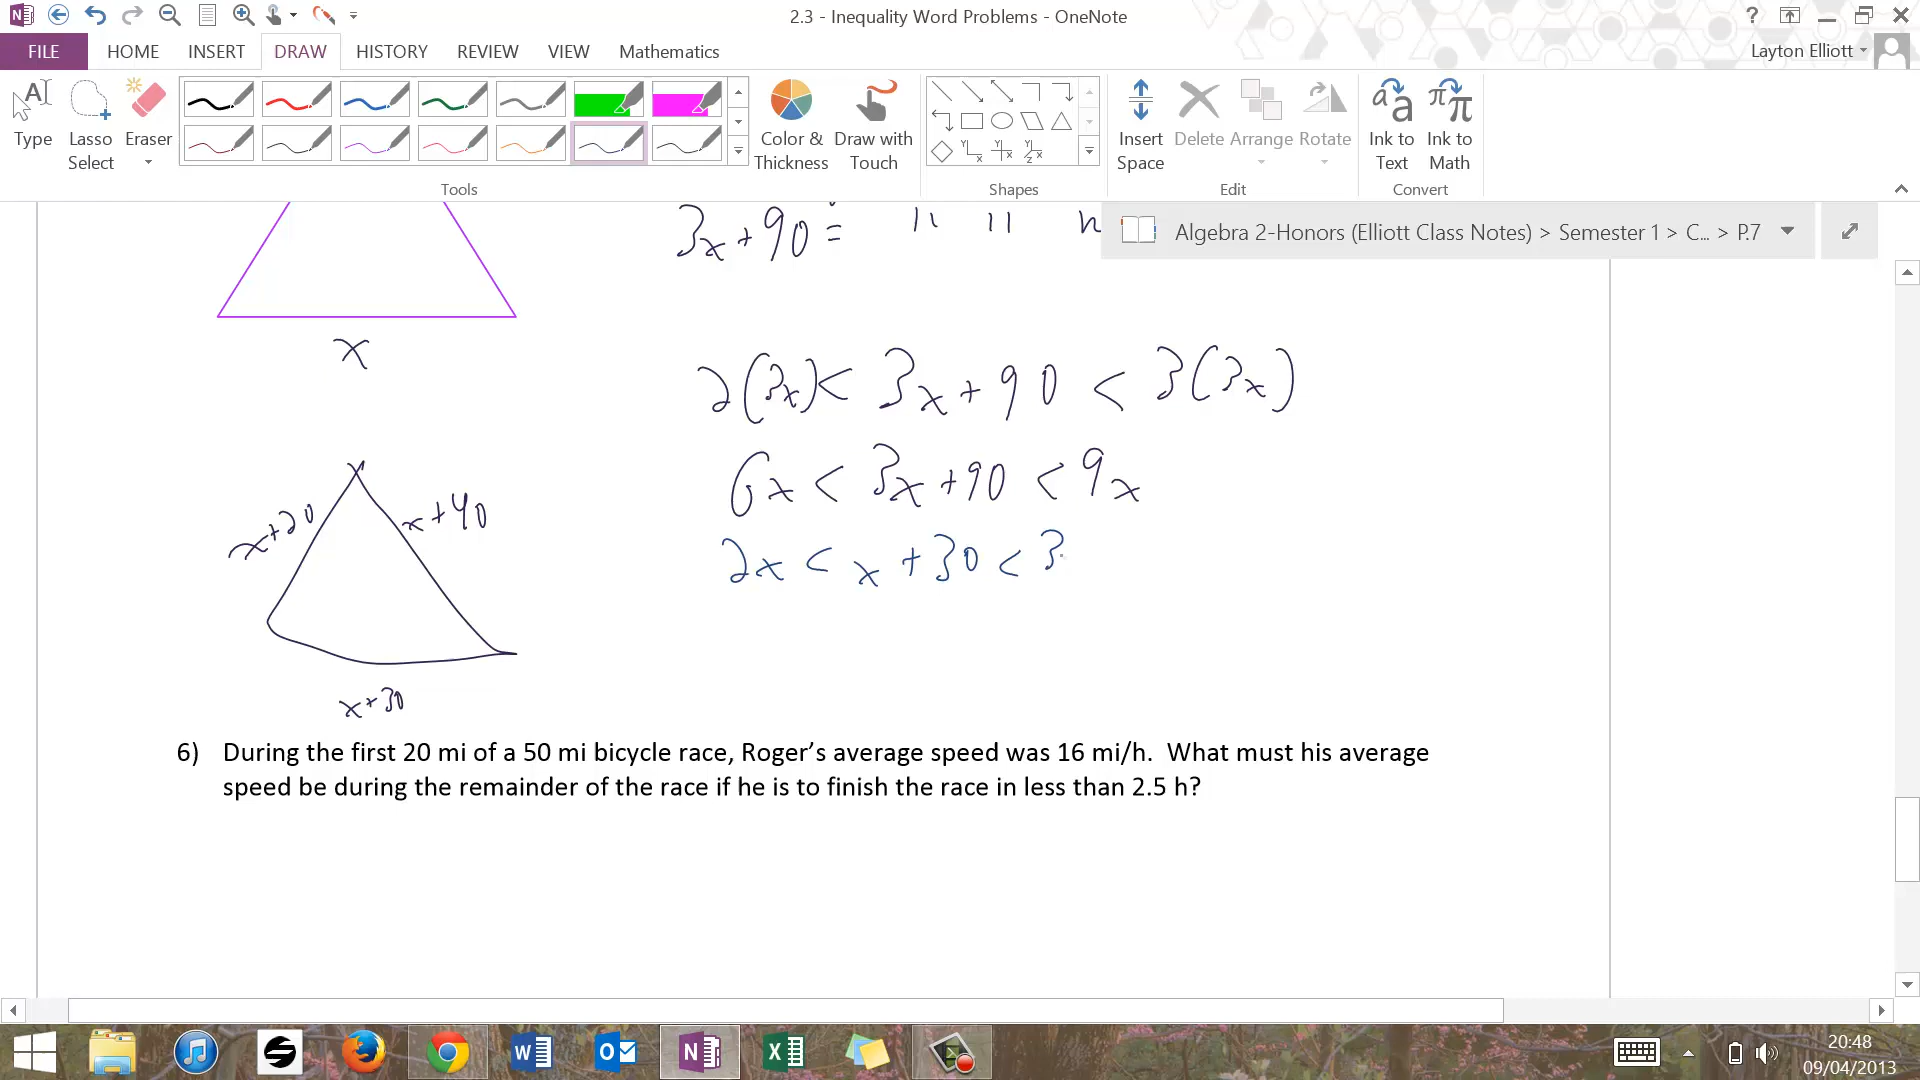 2.3 - Inequality Word Problems - OneNote
FILE HOME INSERT DRAW HISTORY REVIEW VIEW Mathematics
Layton Elliott
Type
Lasso Select
Eraser
Color & Thickness
Draw with Touch
Insert Space
Delete
Arrange
Rotate
Ink to Text
Ink to Math
Tools
Shapes
Edit
Convert
Algebra 2-Honors (Elliott Class Notes) > Semester 1 > C... > P.7
3x + 90 = 11 11
x
2(3x) < 3x + 90 < 3(3x)
6x < 3x + 90 < 9x
2x < x + 30 < 3
x+20
x+40
x+30
6) During the first 20 mi of a 50 mi bicycle race, Roger’s average speed was 16 mi/h. What must his average
speed be during the remainder of the race if he is to finish the race in less than 2.5 h?
20:48
09/04/2013